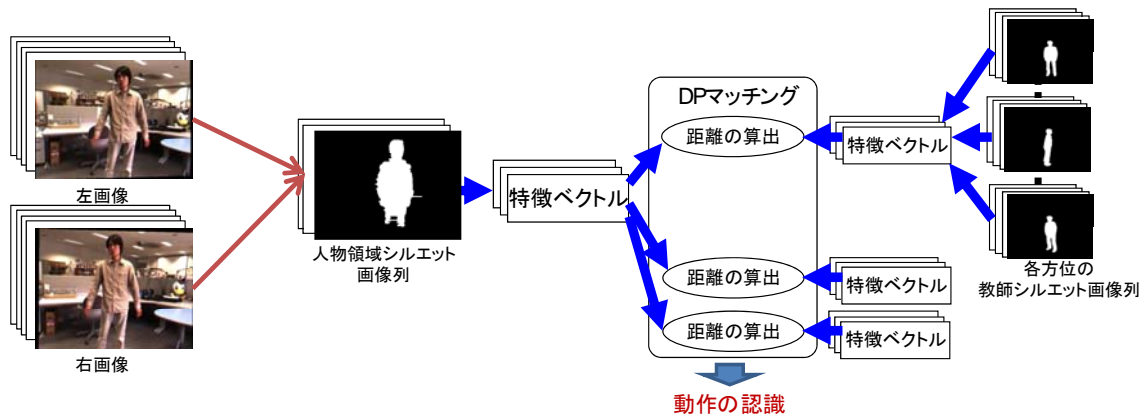 左画像
右画像
人物領域シルエット
画像列
特徴ベクトル
DPマッチング
距離の算出
距離の算出
距離の算出
特徴ベクトル
特徴ベクトル
特徴ベクトル
各方位の
教師シルエット画像列
動作の認識